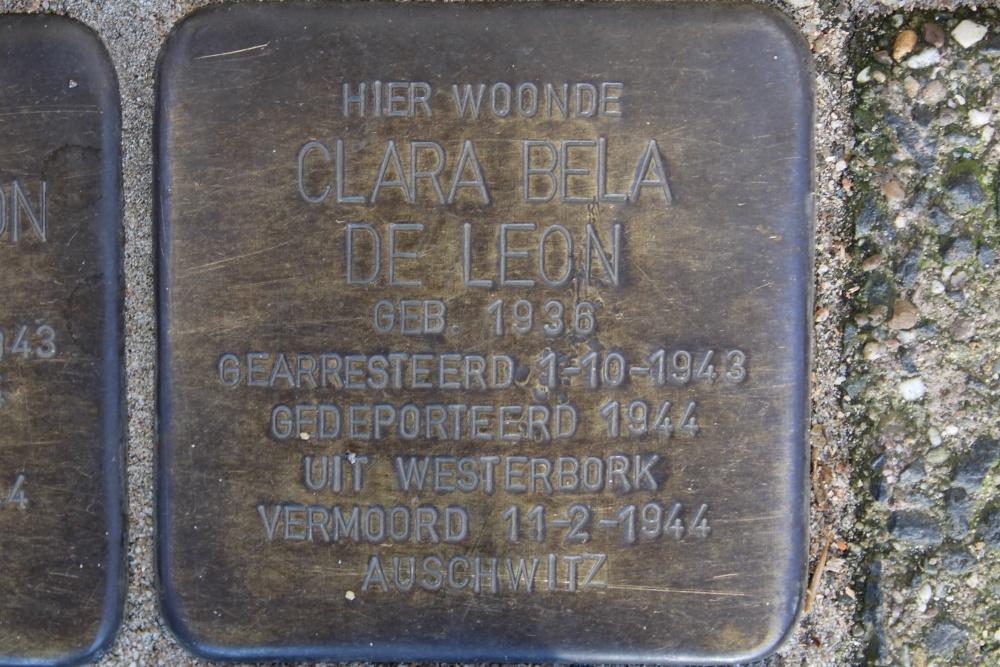 HIER WOONDE
CLARA BELA
DE LEON
GEB. 1936
GEARRESTEERD 1-10-1943
GEDEPORTEERD 1944
UIT WESTERBORK
VERMOORD 11-2-1944
AUSCHWITZ